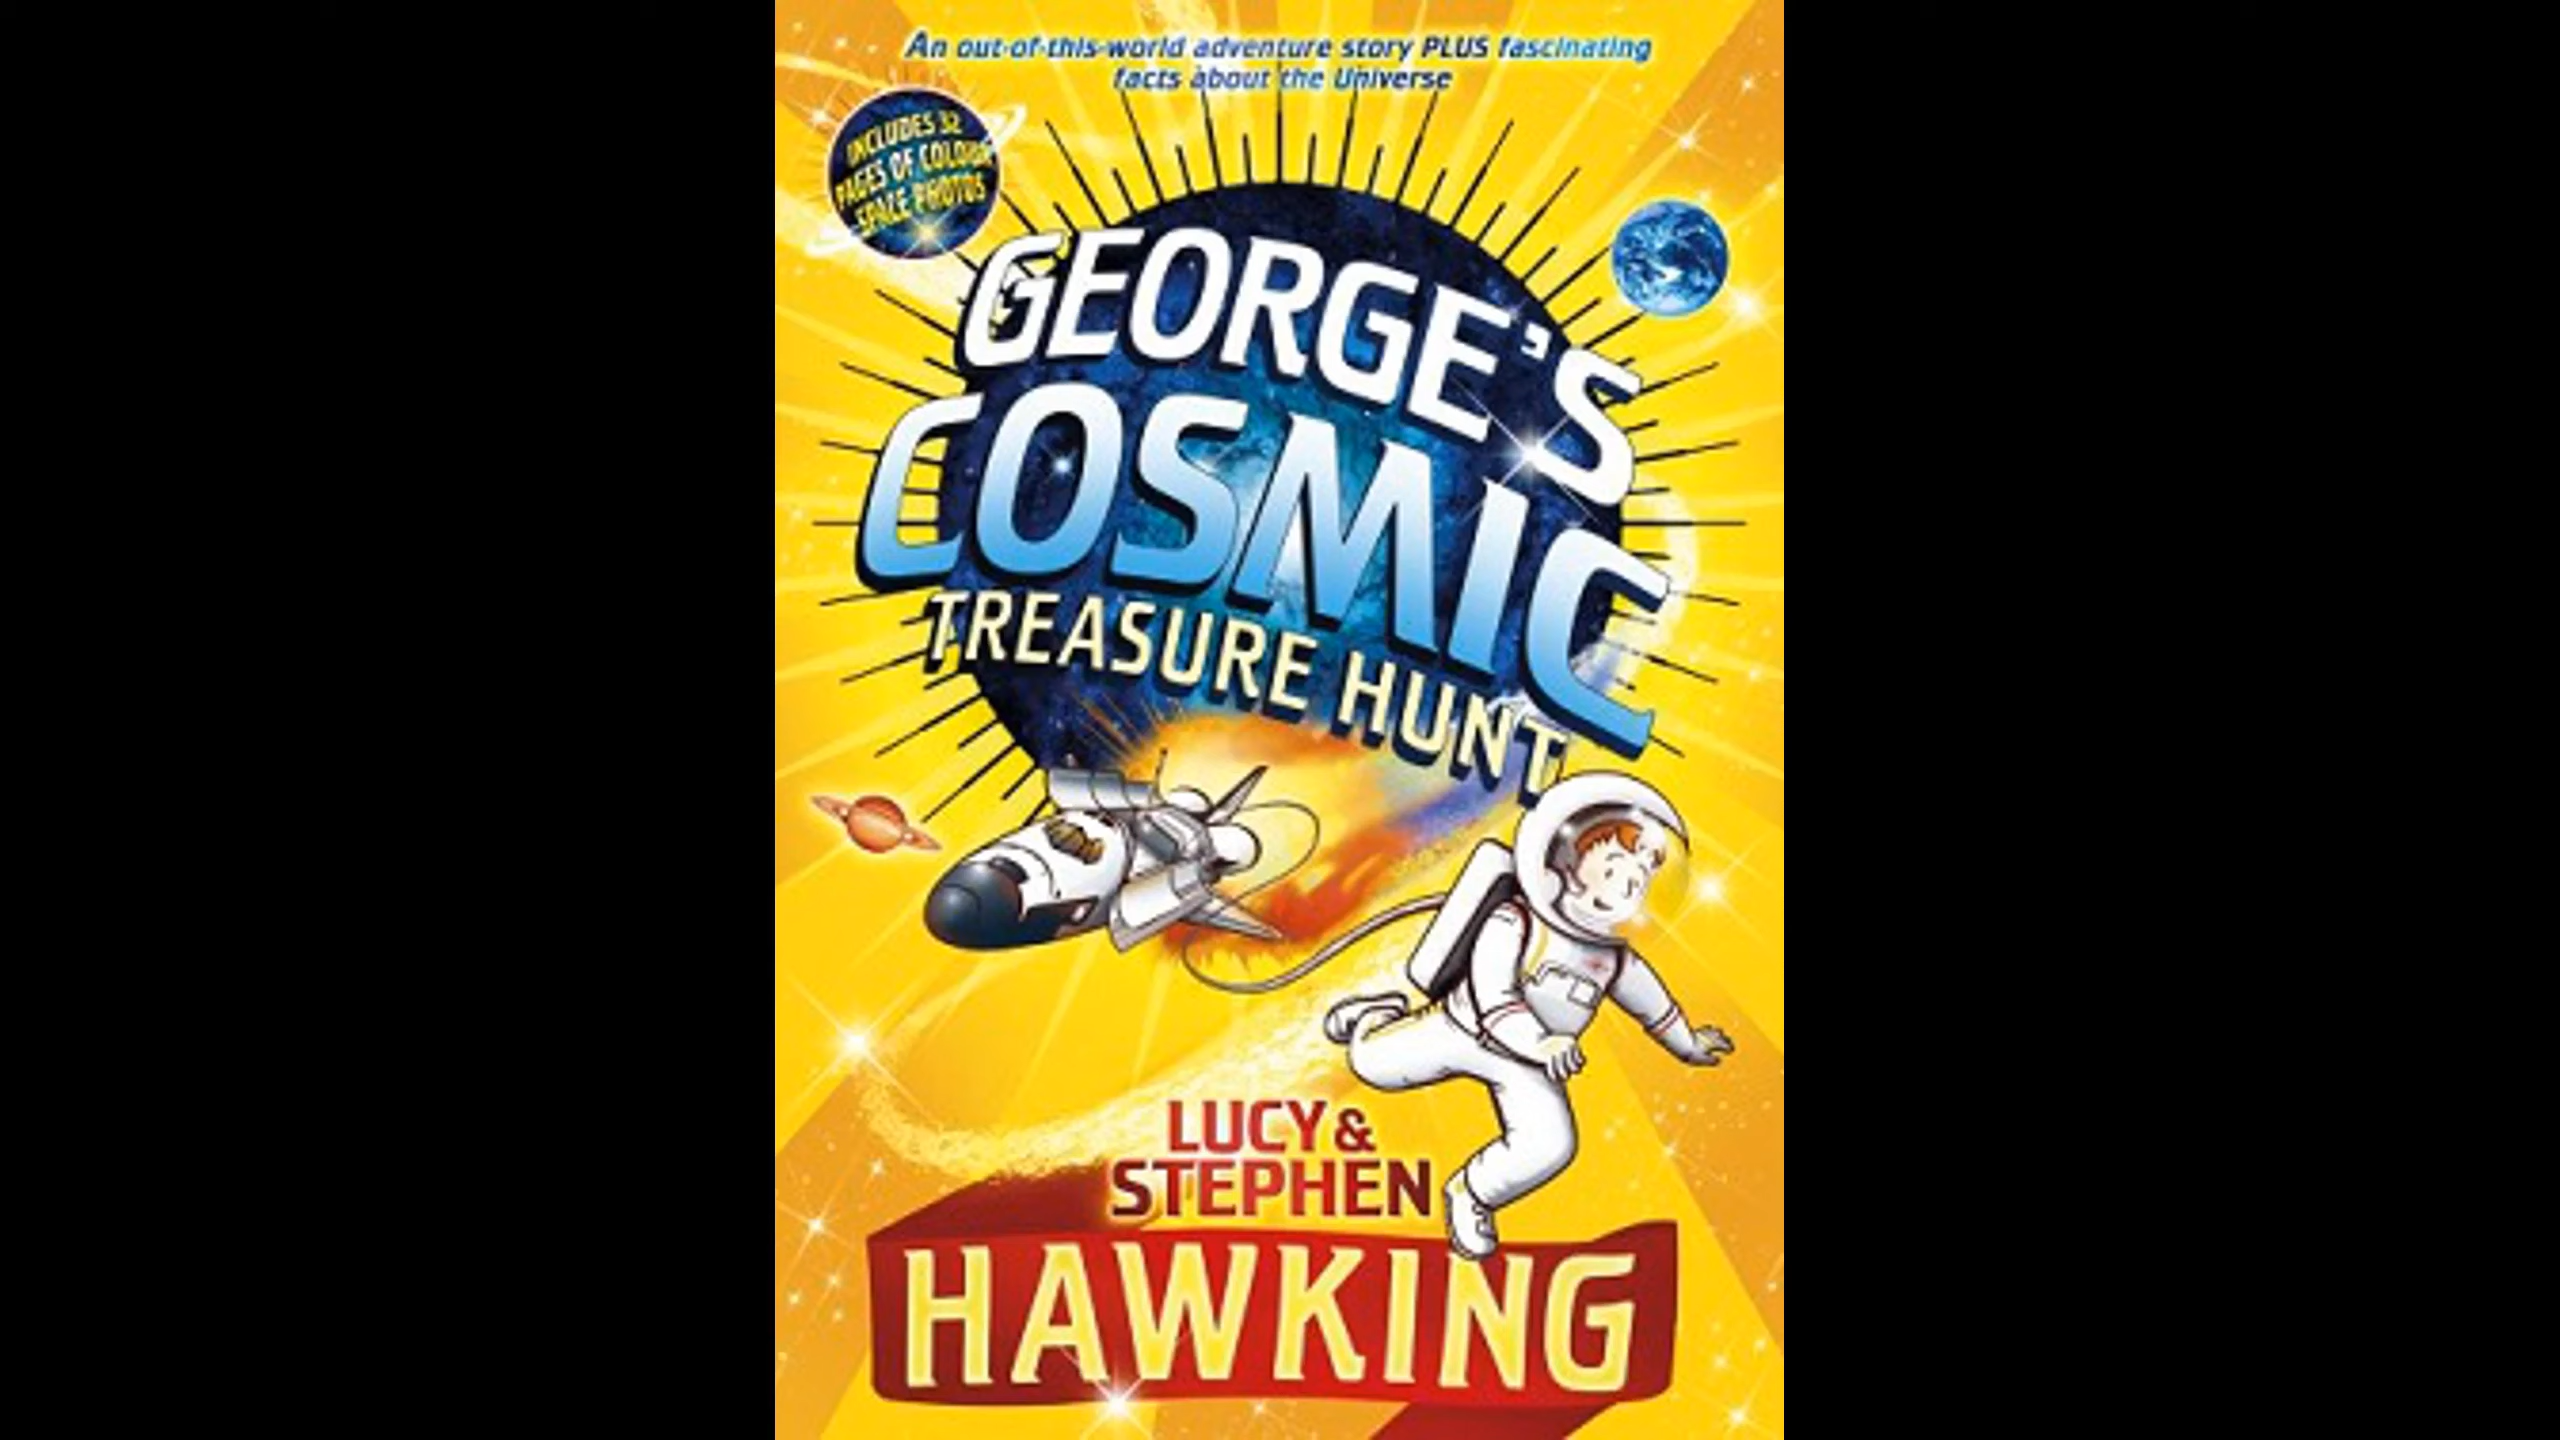 An out-of-this-world adventure story PLUS fascinating
facts about the Universe
INCLUDES 32
PAGES OF COLOUR
SPACE PHOTOS
GEORGE'S
COSMIC
TREASURE HUNT
LUCY &
STEPHEN
HAWKING